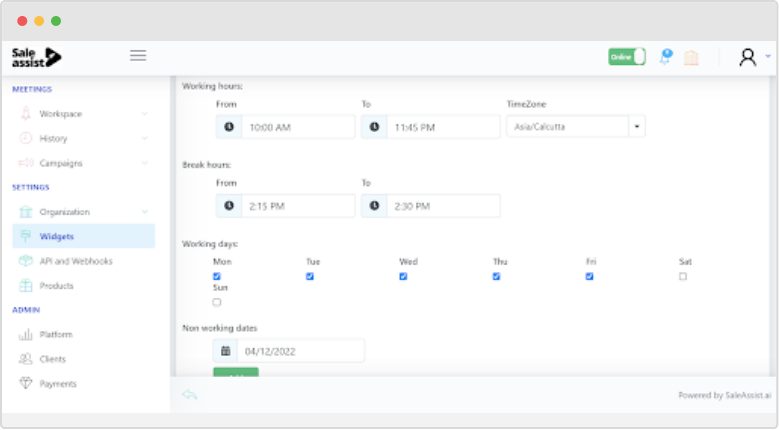 Sale
assist
Online
MEETINGS
Workspace
History
Campaigns
SETTINGS
Organization
Widgets
API and Webhooks
Products
ADMIN
Platform
Clients
Payments
Working hours:
From To TimeZone
10:00 AM 11:45 PM Asia/Calcutta
Break hours:
From To
2:15 PM 2:30 PM
Working days:
Mon Tue Wed Thu Fri Sat
Sun
Non working dates
04/12/2022
Powered by SaleAssist.ai